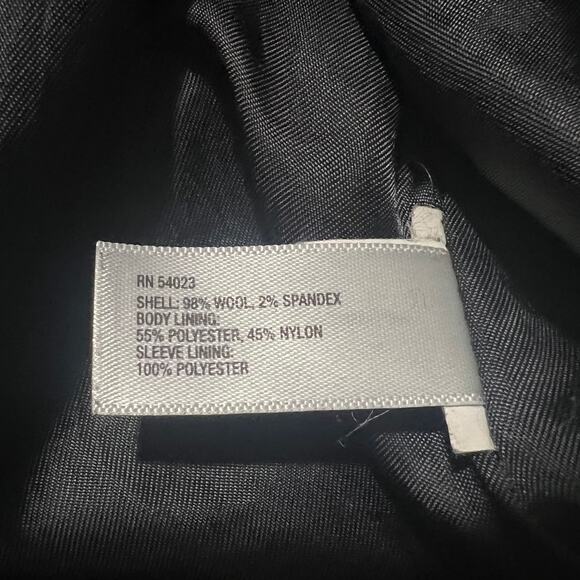 RN 54023
SHELL: 98% WOOL, 2% SPANDEX
BODY LINING:
55% POLYESTER, 45% NYLON
SLEEVE LINING:
100% POLYESTER